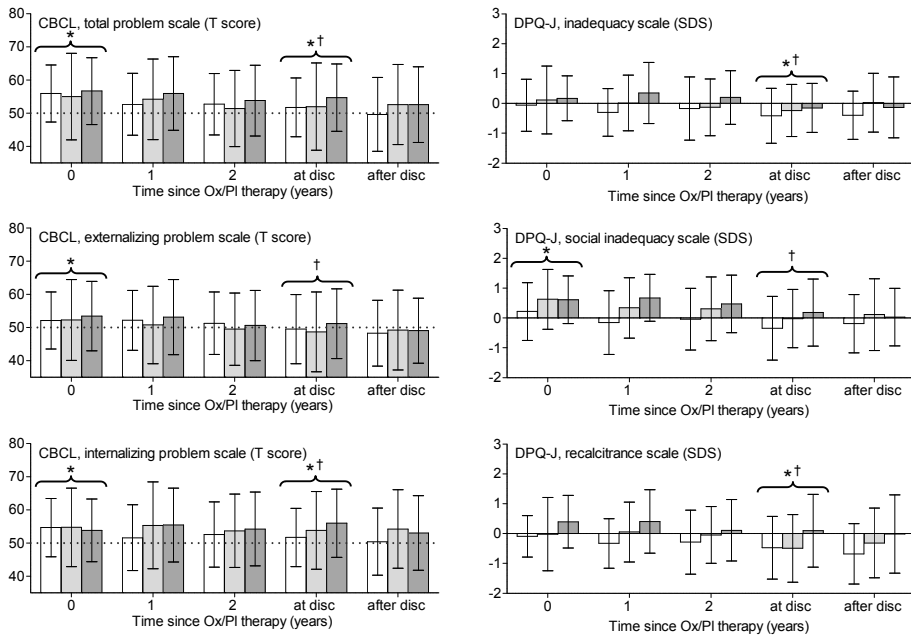 CBCL, total problem scale (T score)
* *†
80
70
60
50
40
0 1 2 at disc after disc
Time since Ox/Pl therapy (years)
DPQ-J, inadequacy scale (SDS)
*†
3
2
1
0
-1
-2
0 1 2 at disc after disc
Time since Ox/Pl therapy (years)
CBCL, externalizing problem scale (T score)
* †
80
70
60
50
40
0 1 2 at disc after disc
Time since Ox/Pl therapy (years)
DPQ-J, social inadequacy scale (SDS)
* †
3
2
1
0
-1
-2
0 1 2 at disc after disc
Time since Ox/Pl therapy (years)
CBCL, internalizing problem scale (T score)
* *†
80
70
60
50
40
0 1 2 at disc after disc
Time since Ox/Pl therapy (years)
DPQ-J, recalcitrance scale (SDS)
*†
3
2
1
0
-1
-2
0 1 2 at disc after disc
Time since Ox/Pl therapy (years)